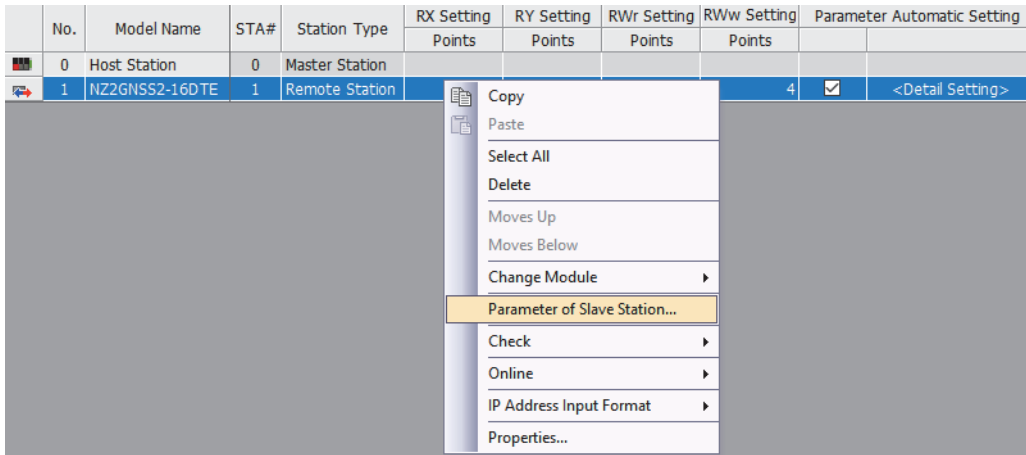 No. Model Name STA# Station Type RX Setting RY Setting RWr Setting RWw Setting Parameter Automatic Setting
Points Points Points Points
0 Host Station 0 Master Station
1 NZ2GNSS2-16DTE 1 Remote Station 4 <Detail Setting>
Copy
Paste
Select All
Delete
Moves Up
Moves Below
Change Module
Parameter of Slave Station...
Check
Online
IP Address Input Format
Properties...